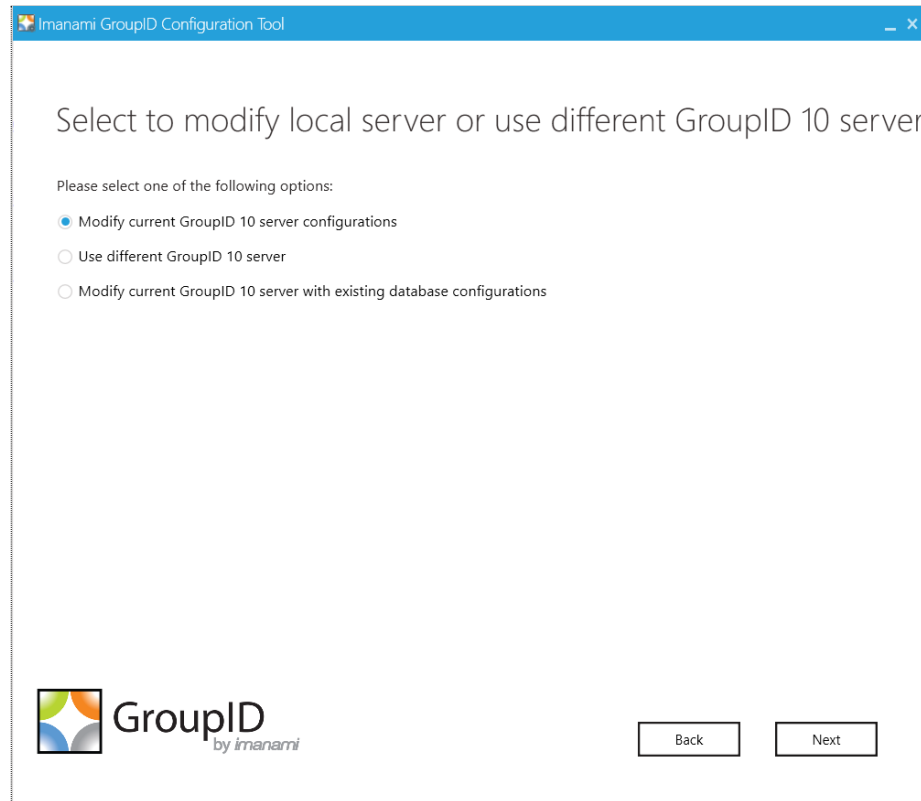 Imanami GroupID Configuration Tool
Select to modify local server or use different GroupID 10 server
Please select one of the following options:
Modify current GroupID 10 server configurations
Use different GroupID 10 server
Modify current GroupID 10 server with existing database configurations
GroupID
by imanami
Back
Next